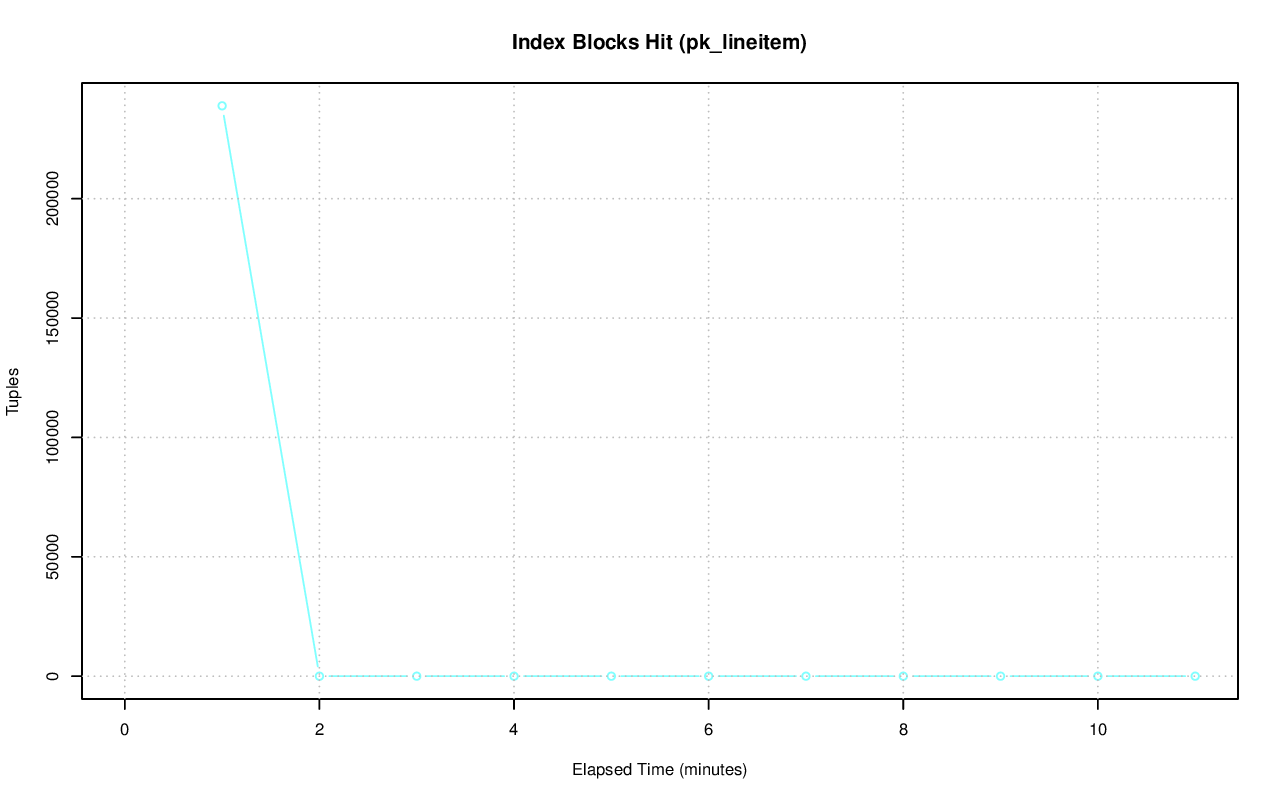 Index Blocks Hit (pk_lineitem)
Tuples
200000
150000
100000
50000
0
0 2 4 6 8 10
Elapsed Time (minutes)